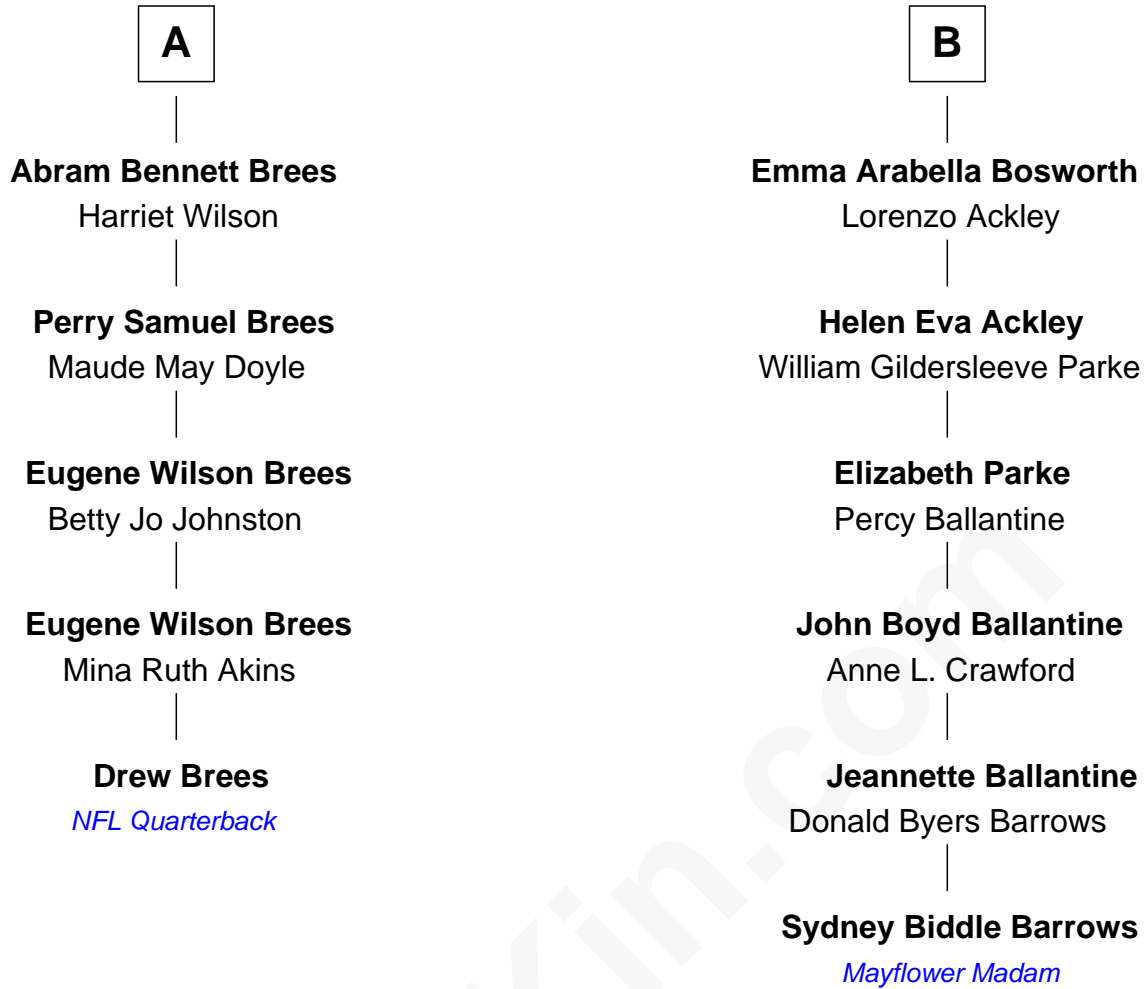 A
Abram Bennett Brees
Harriet Wilson
Perry Samuel Brees
Maude May Doyle
Eugene Wilson Brees
Betty Jo Johnston
Eugene Wilson Brees
Mina Ruth Akins
Drew Brees
NFL Quarterback
B
Emma Arabella Bosworth
Lorenzo Ackley
Helen Eva Ackley
William Gildersleeve Parke
Elizabeth Parke
Percy Ballantine
John Boyd Ballantine
Anne L. Crawford
Jeannette Ballantine
Donald Byers Barrows
Sydney Biddle Barrows
Mayflower Madam
Kin.com